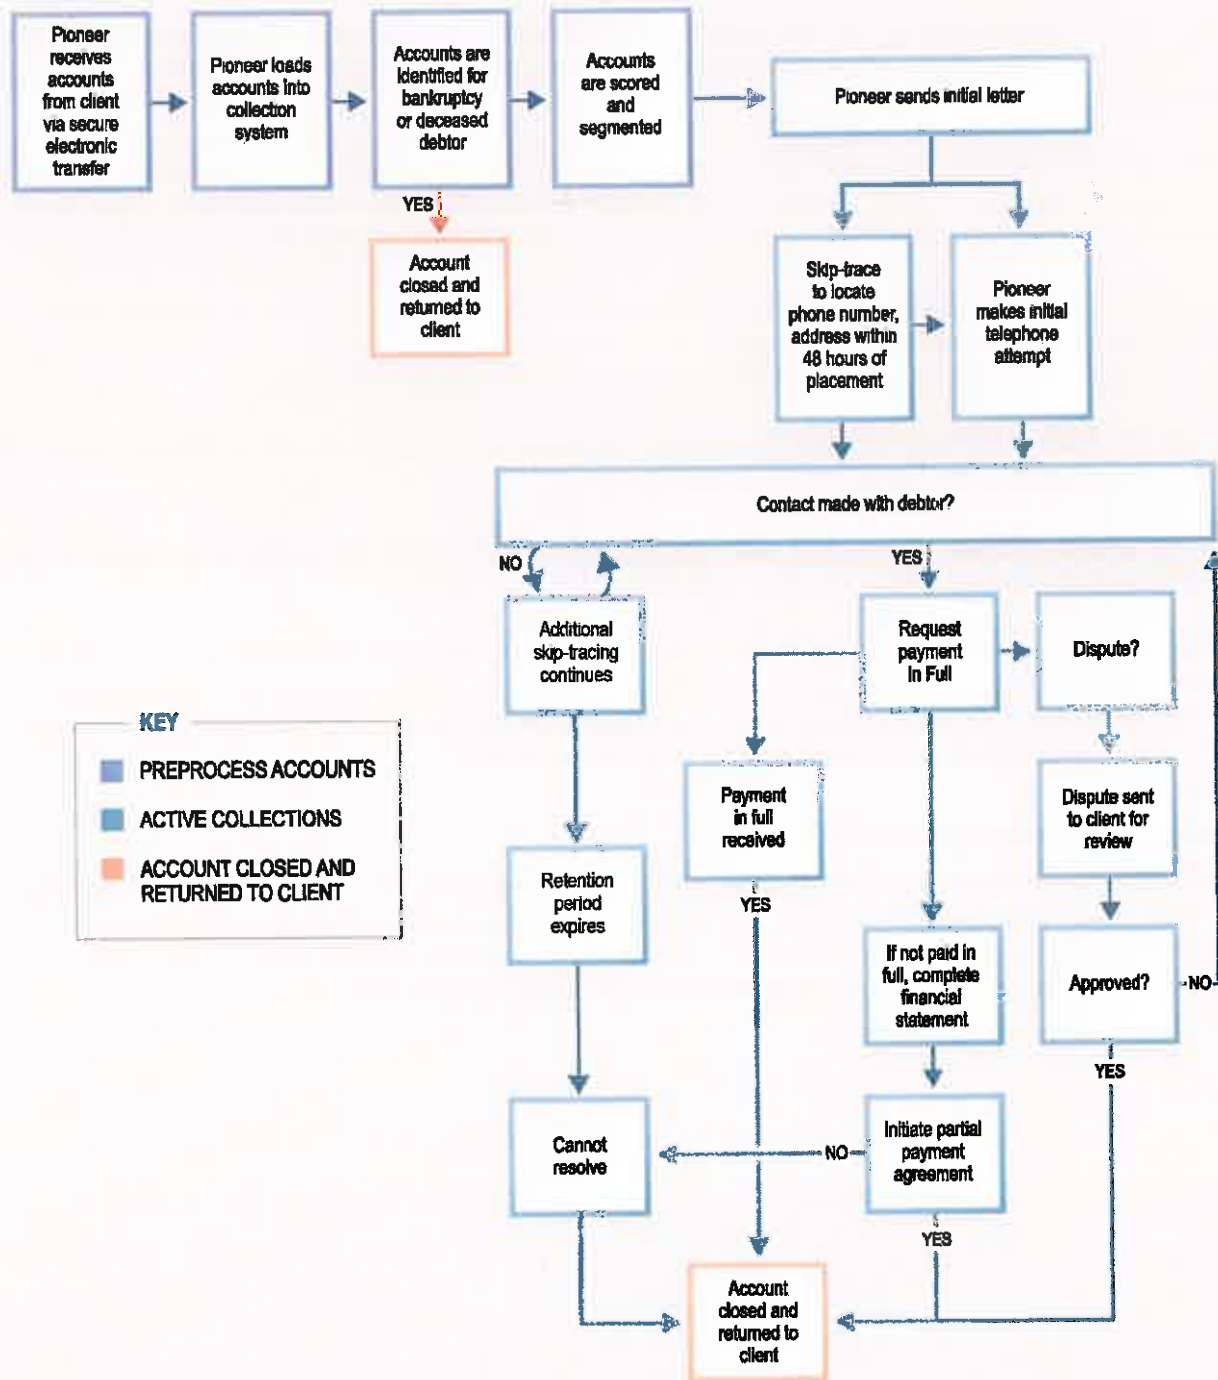 Pioneer
receives
accounts
from client
via secure
electronic
transfer
Pioneer loads
accounts into
collection
system
Accounts are
identified for
bankruptcy
or deceased
debtor
Accounts
are scored
and
segmented
Pioneer sends initial letter
YES
Account
closed and
returned to
client
Skip-trace
to locate
phone number,
address within
48 hours of
placement
Pioneer
makes initial
telephone
attempt
Contact made with debtor?
NO
YES
Additional
skip-tracing
continues
Request
payment
in Full
Dispute?
KEY
PREPROCESS ACCOUNTS
ACTIVE COLLECTIONS
ACCOUNT CLOSED AND
RETURNED TO CLIENT
Payment
in full
received
Dispute sent
to client for
review
Retention
period
expires
YES
If not paid in
full, complete
financial
statement
Approved?
NO
YES
Cannot
resolve
NO
Initiate partial
payment
agreement
YES
Account
closed and
returned to
client